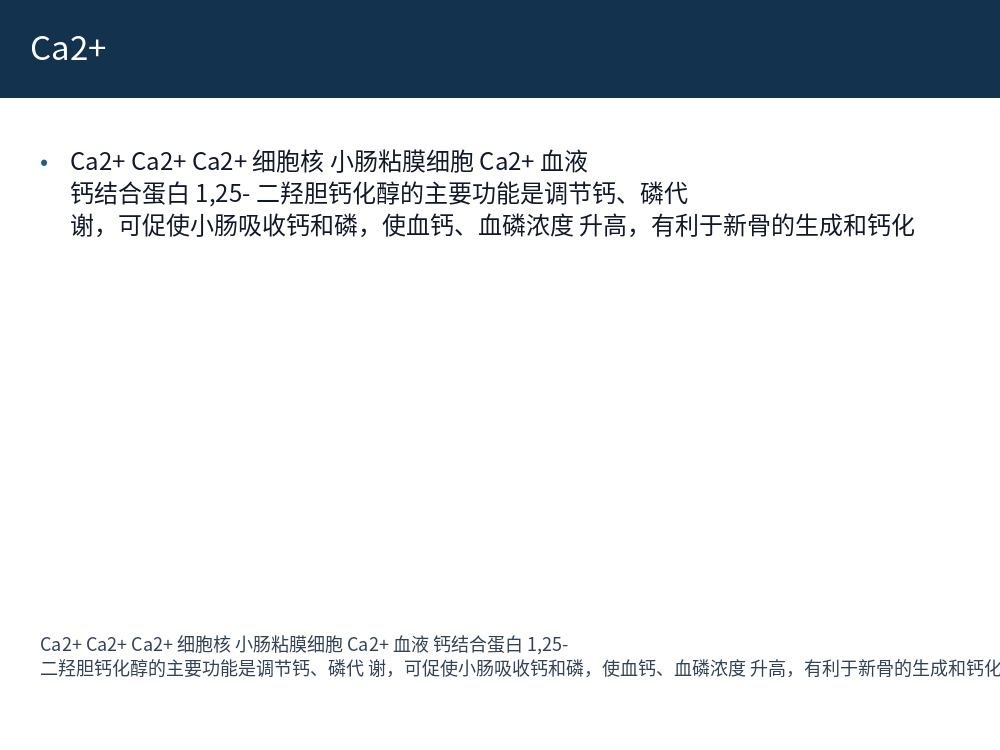 Ca2+
• Ca2+ Ca2+ Ca2+ 细胞核 小肠粘膜细胞 Ca2+ 血液
钙结合蛋白 1,25- 二羟胆钙化醇的主要功能是调节钙、磷代
谢，可促使小肠吸收钙和磷，使血钙、血磷浓度 升高，有利于新骨的生成和钙化
Ca2+ Ca2+ Ca2+ 细胞核 小肠粘膜细胞 Ca2+ 血液 钙结合蛋白 1,25-
二羟胆钙化醇的主要功能是调节钙、磷代 谢，可促使小肠吸收钙和磷，使血钙、血磷浓度 升高，有利于新骨的生成和钙化